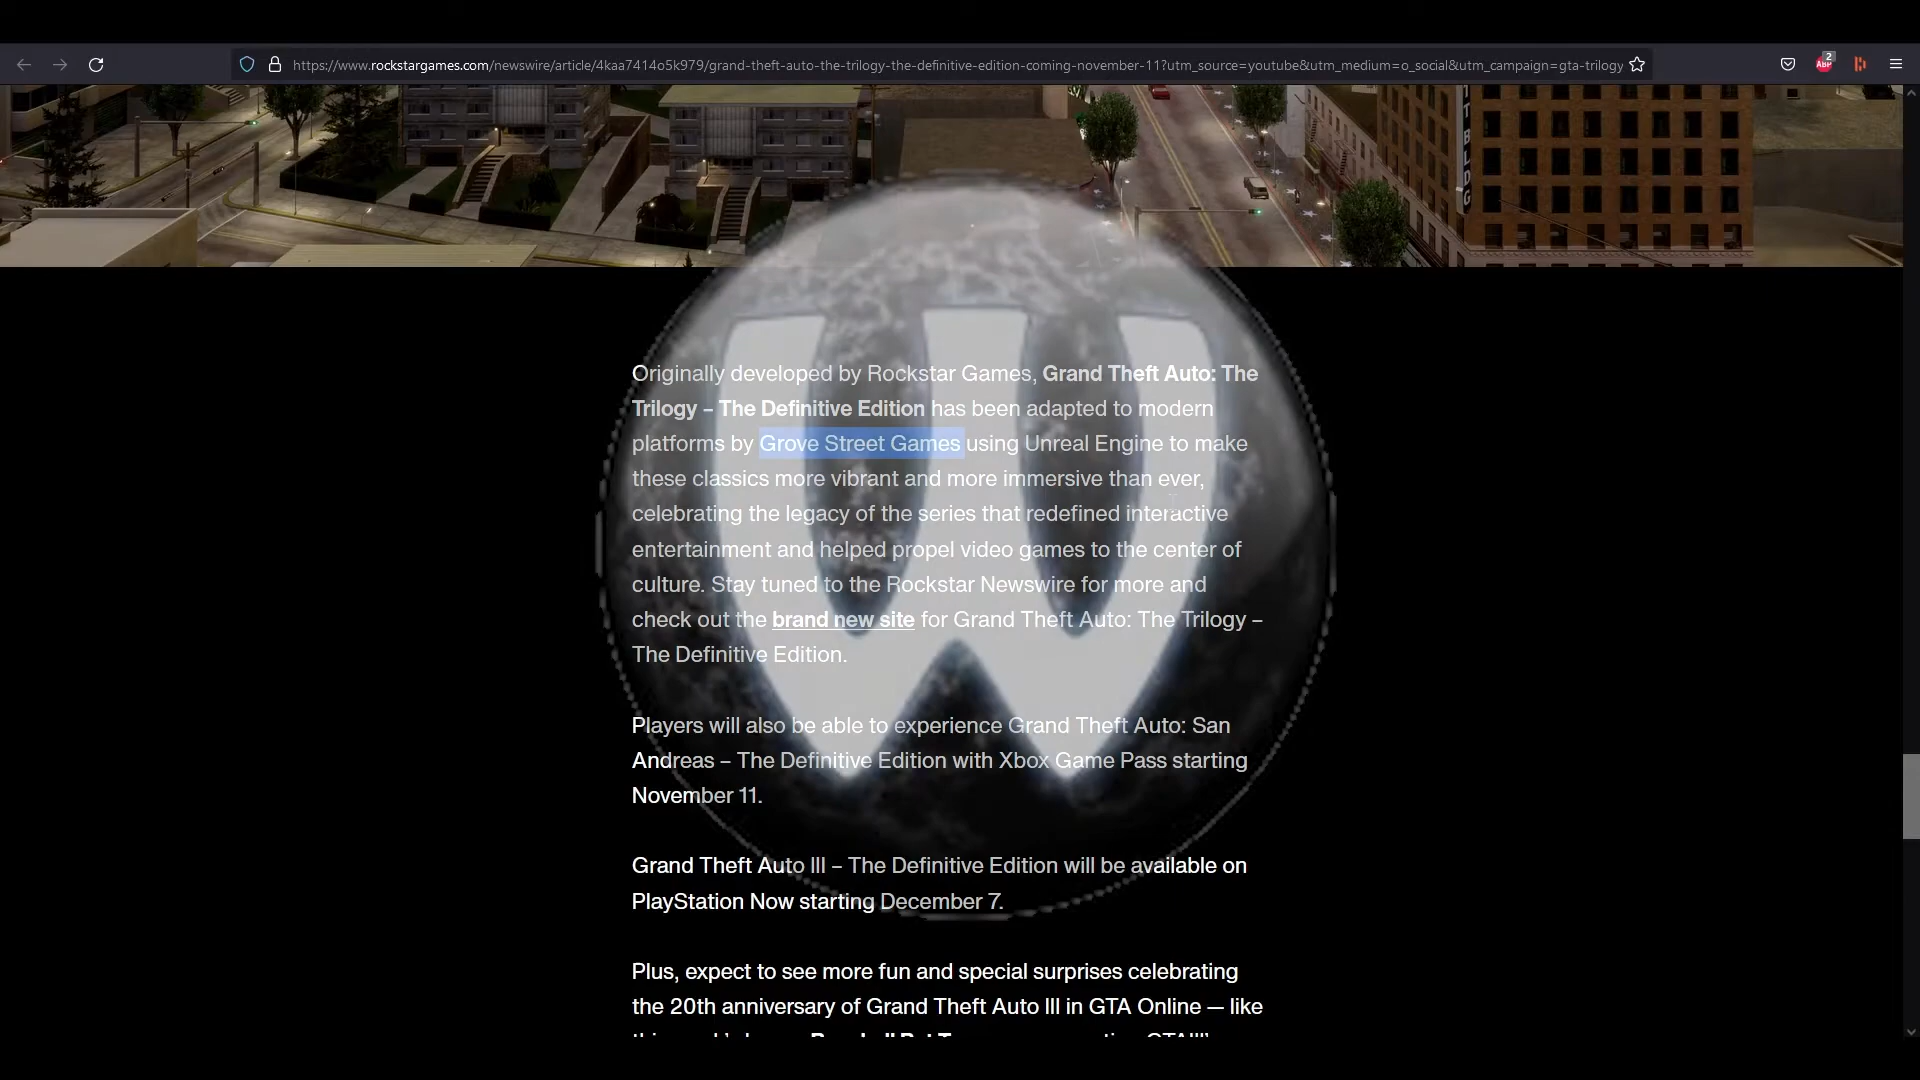 https://www.rockstargames.com/newswire/article/4kaa7414o5k979/grand-theft-auto-the-trilogy-the-definitive-edition-coming-november-11?utm_source=youtube&utm_medium=o_social&utm_campaign=gta-trilogy
ABP
2
T BLDG
W
Originally developed by Rockstar Games, Grand Theft Auto: The
Trilogy – The Definitive Edition has been adapted to modern
platforms by Grove Street Games using Unreal Engine to make
these classics more vibrant and more immersive than ever,
celebrating the legacy of the series that redefined interactive
entertainment and helped propel video games to the center of
culture. Stay tuned to the Rockstar Newswire for more and
check out the brand new site for Grand Theft Auto: The Trilogy –
The Definitive Edition.
Players will also be able to experience Grand Theft Auto: San
Andreas – The Definitive Edition with Xbox Game Pass starting
November 11.
Grand Theft Auto III – The Definitive Edition will be available on
PlayStation Now starting December 7.
Plus, expect to see more fun and special surprises celebrating
the 20th anniversary of Grand Theft Auto III in GTA Online — like